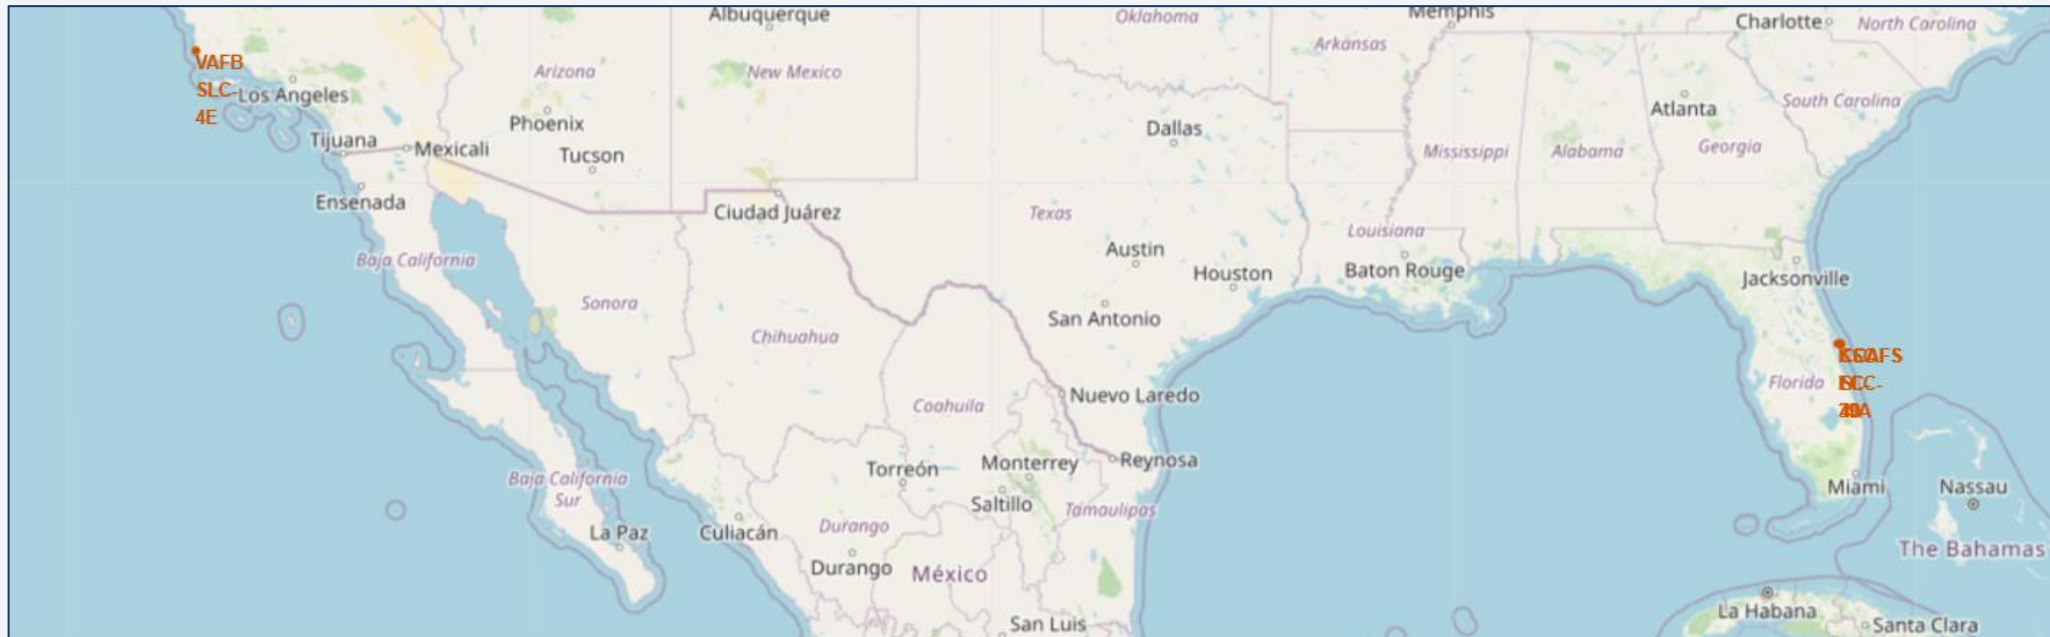 Albuquerque
Oklahoma
Memphis
Charlotte
North Carolina
VAFB
SLC-
4E
Los Angeles
Arizona
New Mexico
Arkansas
Phoenix
Dallas
Atlanta
South Carolina
Tijuana
Mexicali
Tucson
Mississippi
Alabama
Georgia
Ensenada
Ciudad Juárez
Texas
Louisiana
Baja California
Austin
Houston
Baton Rouge
Jacksonville
Sonora
San Antonio
Chihuahua
Florida
Coahuila
Nuevo Laredo
Torreón
Monterrey
Reynosa
Baja California
Sur
Saltillo
Tamaulipas
Miami
Nassau
La Paz
Culiacán
Durango
Durango
México
The Bahamas
La Habana
San Luis
Santa Clara